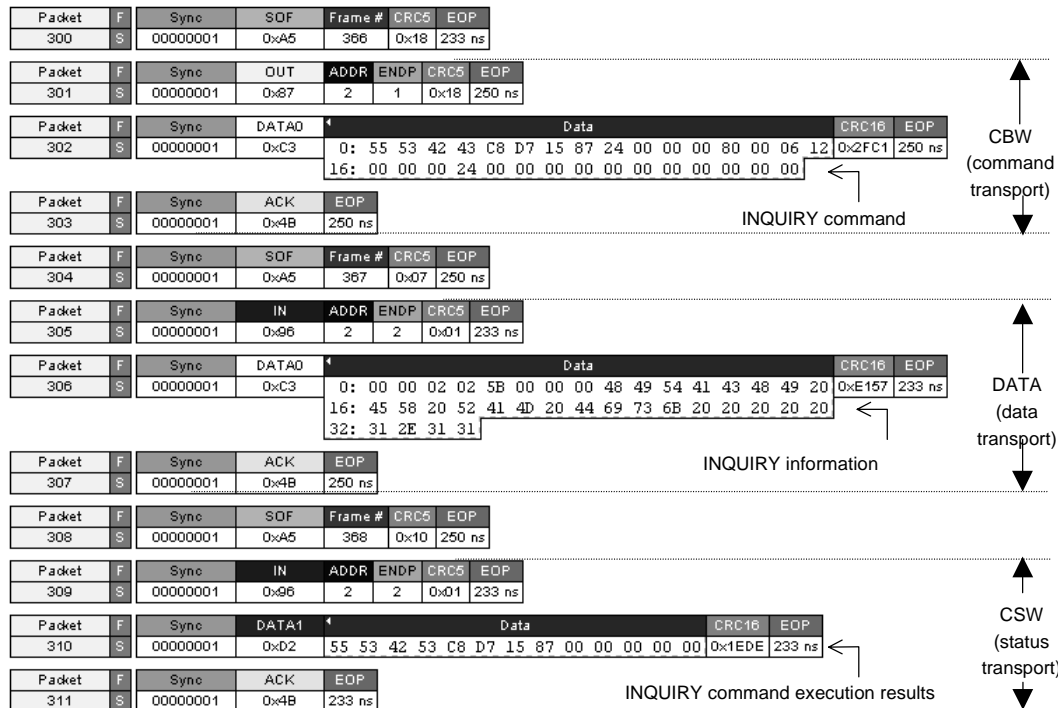 Packet F Sync SOF Frame # CRC5 EOP
300 S 00000001 0xA5 366 0x18 233 ns
Packet F Sync OUT ADDR ENDP CRC5 EOP
301 S 00000001 0x87 2 1 0x18 250 ns
Packet F Sync DATA0 Data CRC16 EOP
302 S 00000001 0xC3 0: 55 53 42 43 C8 D7 15 87 24 00 00 00 80 00 06 12 0x2FC1 250 ns
16: 00 00 00 24 00 00 00 00 00 00 00 00 00 00 00
CBW
(command
transport)
INQUIRY command
Packet F Sync ACK EOP
303 S 00000001 0x4B 250 ns
Packet F Sync SOF Frame # CRC5 EOP
304 S 00000001 0xA5 367 0x07 250 ns
Packet F Sync IN ADDR ENDP CRC5 EOP
305 S 00000001 0x96 2 2 0x01 233 ns
Packet F Sync DATA0 Data CRC16 EOP
306 S 00000001 0xC3 0: 00 00 02 02 5B 00 00 00 48 49 54 41 43 48 49 20 0xE157 233 ns
16: 45 58 20 52 41 4D 20 44 69 73 6B 20 20 20 20 20
32: 31 2E 31 31
DATA
(data
transport)
INQUIRY information
Packet F Sync ACK EOP
307 S 00000001 0x4B 250 ns
Packet F Sync SOF Frame # CRC5 EOP
308 S 00000001 0xA5 368 0x10 250 ns
Packet F Sync IN ADDR ENDP CRC5 EOP
309 S 00000001 0x96 2 2 0x01 233 ns
Packet F Sync DATA1 Data CRC16 EOP
310 S 00000001 0xD2 55 53 42 53 C8 D7 15 87 00 00 00 00 00 0x1EDE 233 ns
CSW
(status
transport)
INQUIRY command execution results
Packet F Sync ACK EOP
311 S 00000001 0x4B 233 ns